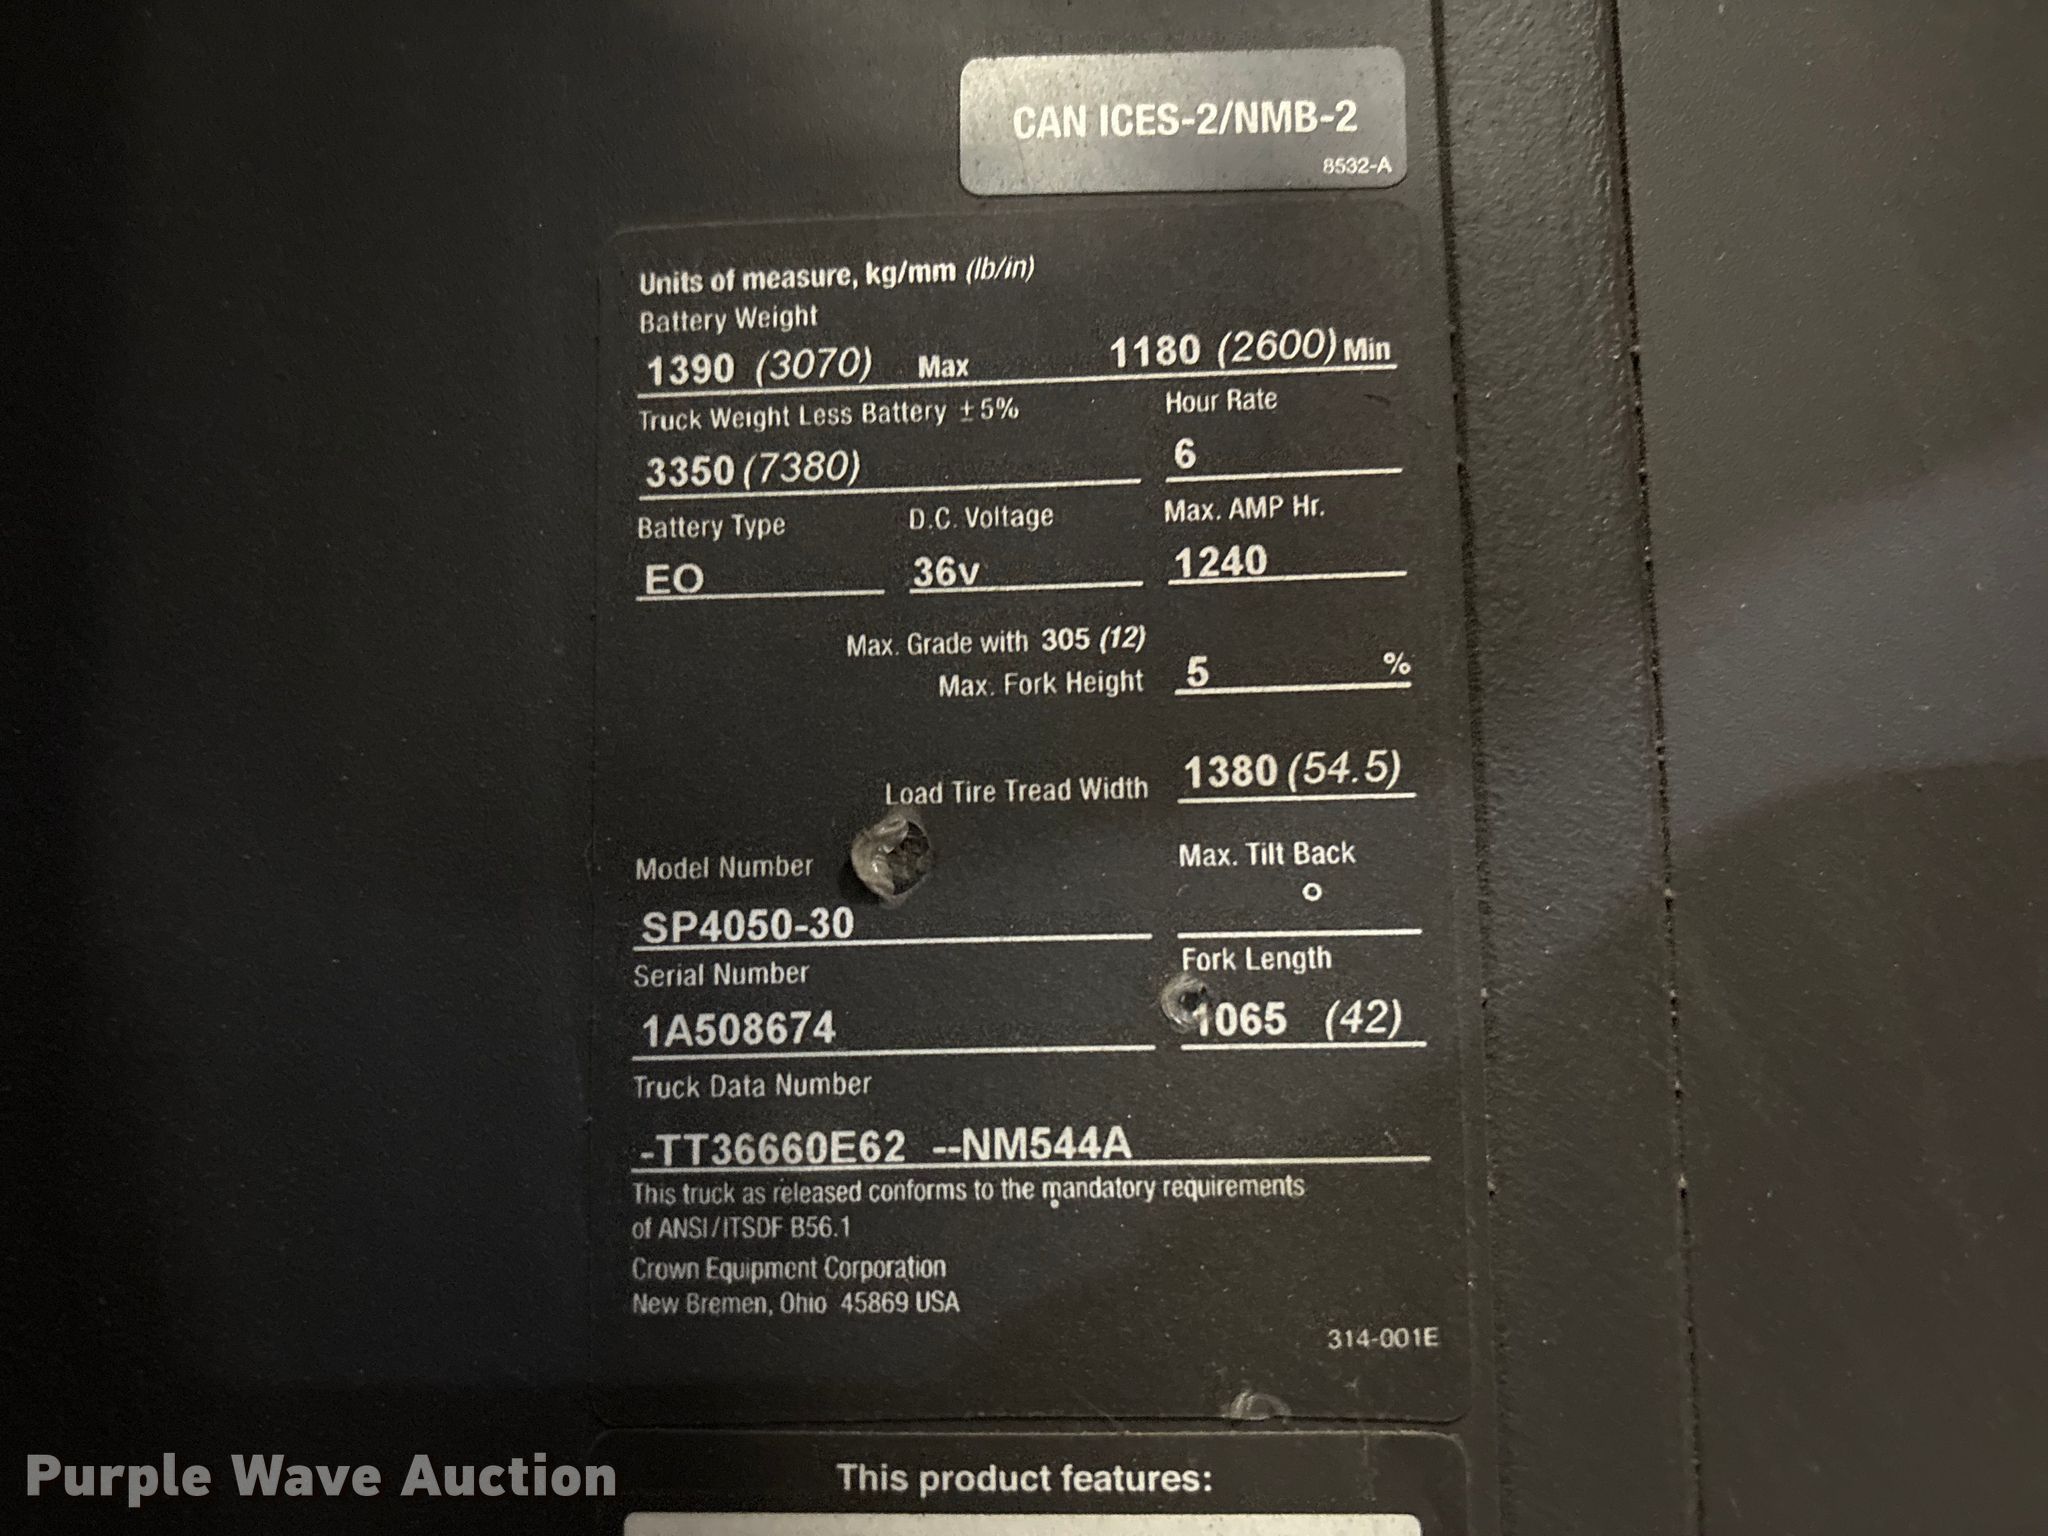 CAN ICES-2/NMB-2
8532-A
Units of measure, kg/mm (lb/in)
Battery Weight
1390 (3070) Max 1180 (2600) Min
Truck Weight Less Battery ±5% Hour Rate
3350 (7380) 6
Battery Type D.C. Voltage Max. AMP Hr.
EO 36v 1240
Max. Grade with 305 (12)
Max. Fork Height 5 %
Load Tire Tread Width 1380 (54.5)
Model Number Max. Tilt Back
°
SP4050-30
Serial Number Fork Length
1A508674 1065 (42)
Truck Data Number
-TT36660E62 --NM544A
This truck as released conforms to the mandatory requirements
of ANSI/ITSDF B56.1
Crown Equipment Corporation
New Bremen, Ohio 45869 USA
314-001E
This product features:
Purple Wave Auction